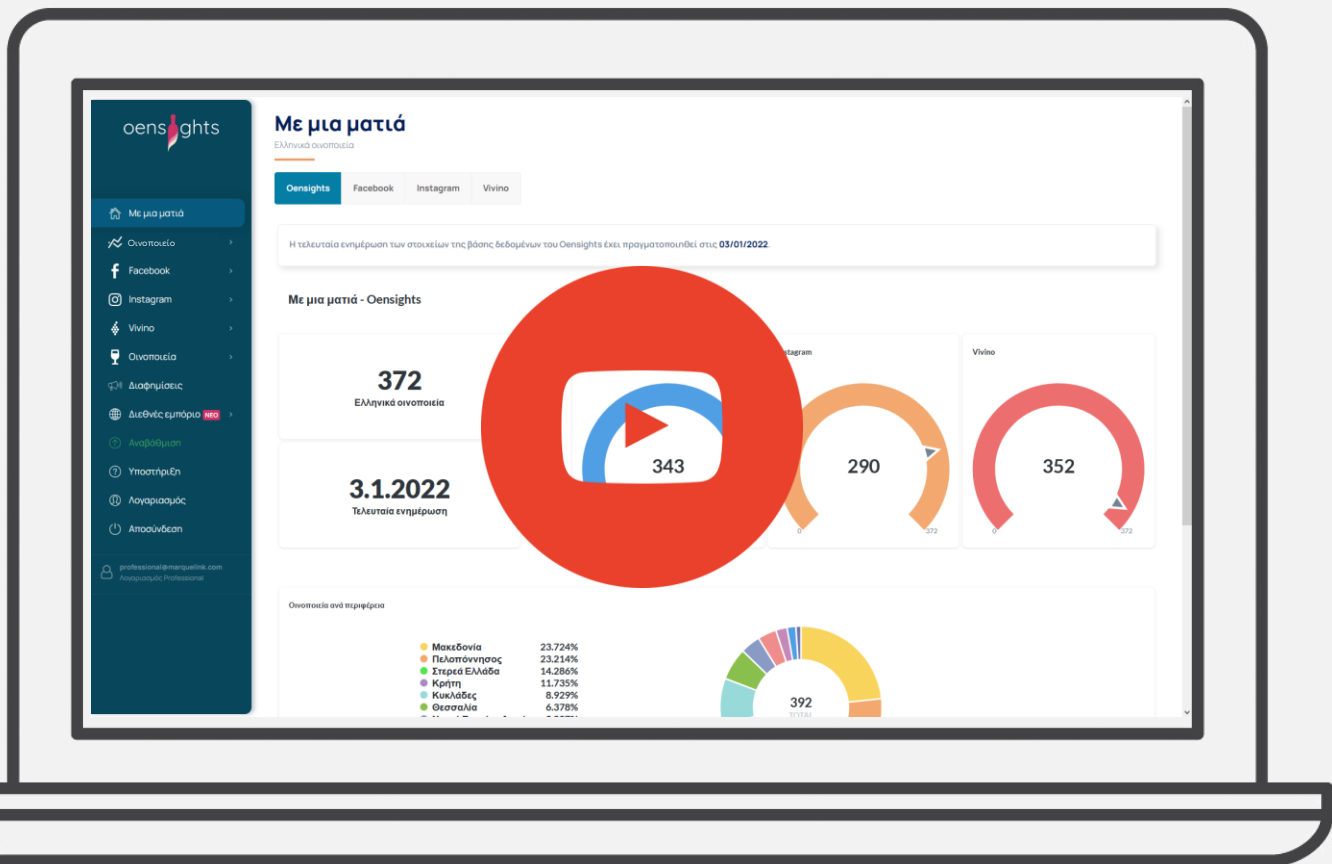 oensights
Με μια ματιά
Οινοποιείο
Facebook
Instagram
Vivino
Οινοποιεία
Διαφημίσεις
Διεθνές εμπόριο ΝΕΟ
Αναβάθμιση
Υποστήριξη
Λογαριασμός
Αποσύνδεση
professional@marquelink.com
Λογαριασμός Professional
Με μια ματιά
Ελληνικά οινοποιεία
Oensights Facebook Instagram Vivino
Η τελευταία ενημέρωση των στοιχείων της βάσης δεδομένων του Oensights έχει πραγματοποιηθεί στις 03/01/2022.
Με μια ματιά - Oensights
372
Ελληνικά οινοποιεία
3.1.2022
Τελευταία ενημέρωση
343
stagram
290
0 372
Vivino
352
0 372
Οινοποιεία ανά περιφέρεια
Μακεδονία 23.724%
Πελοπόννησος 23.214%
Στερεά Ελλάδα 14.286%
Κρήτη 11.735%
Κυκλάδες 8.929%
Θεσσαλία 6.378%
392
TOTAL